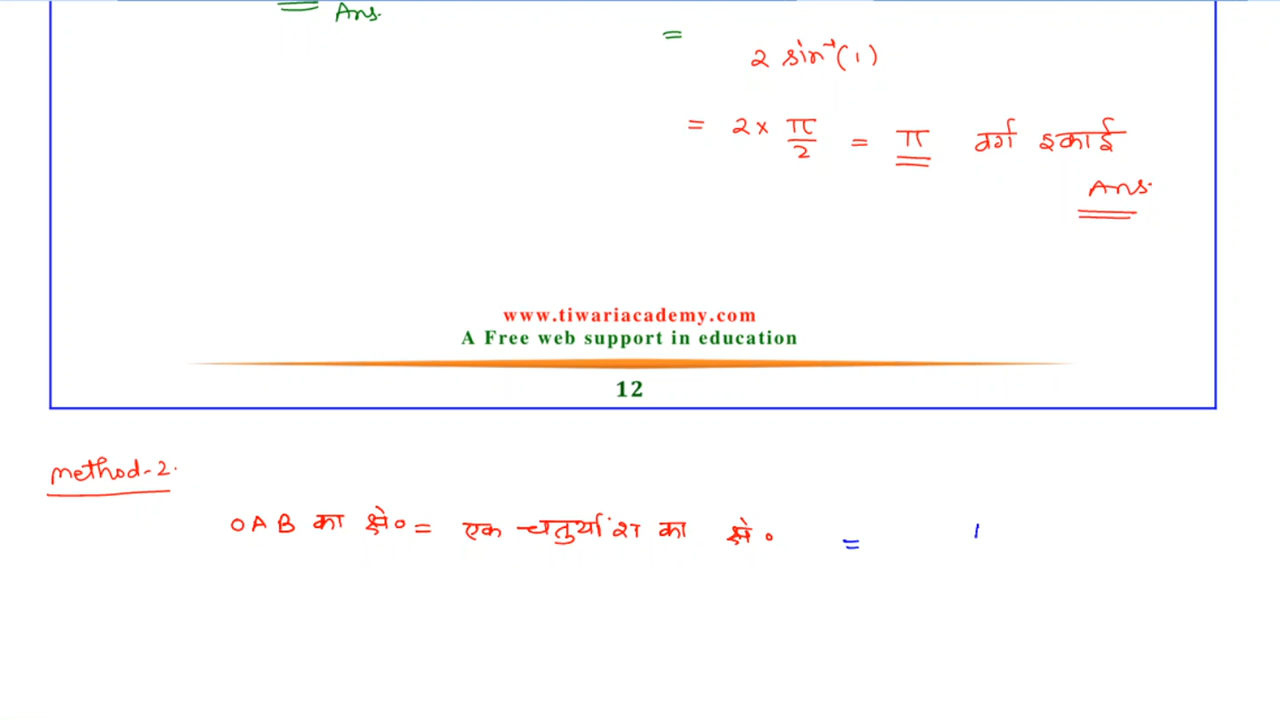 Ans.
=
2 sin⁻¹(1)
= 2 × π/2 = π वर्ग इकाई
Ans.
www.tiwariacademy.com
A Free web support in education
12
method-2.
OAB का क्षे० = एक चतुर्थांश का क्षे० = 1